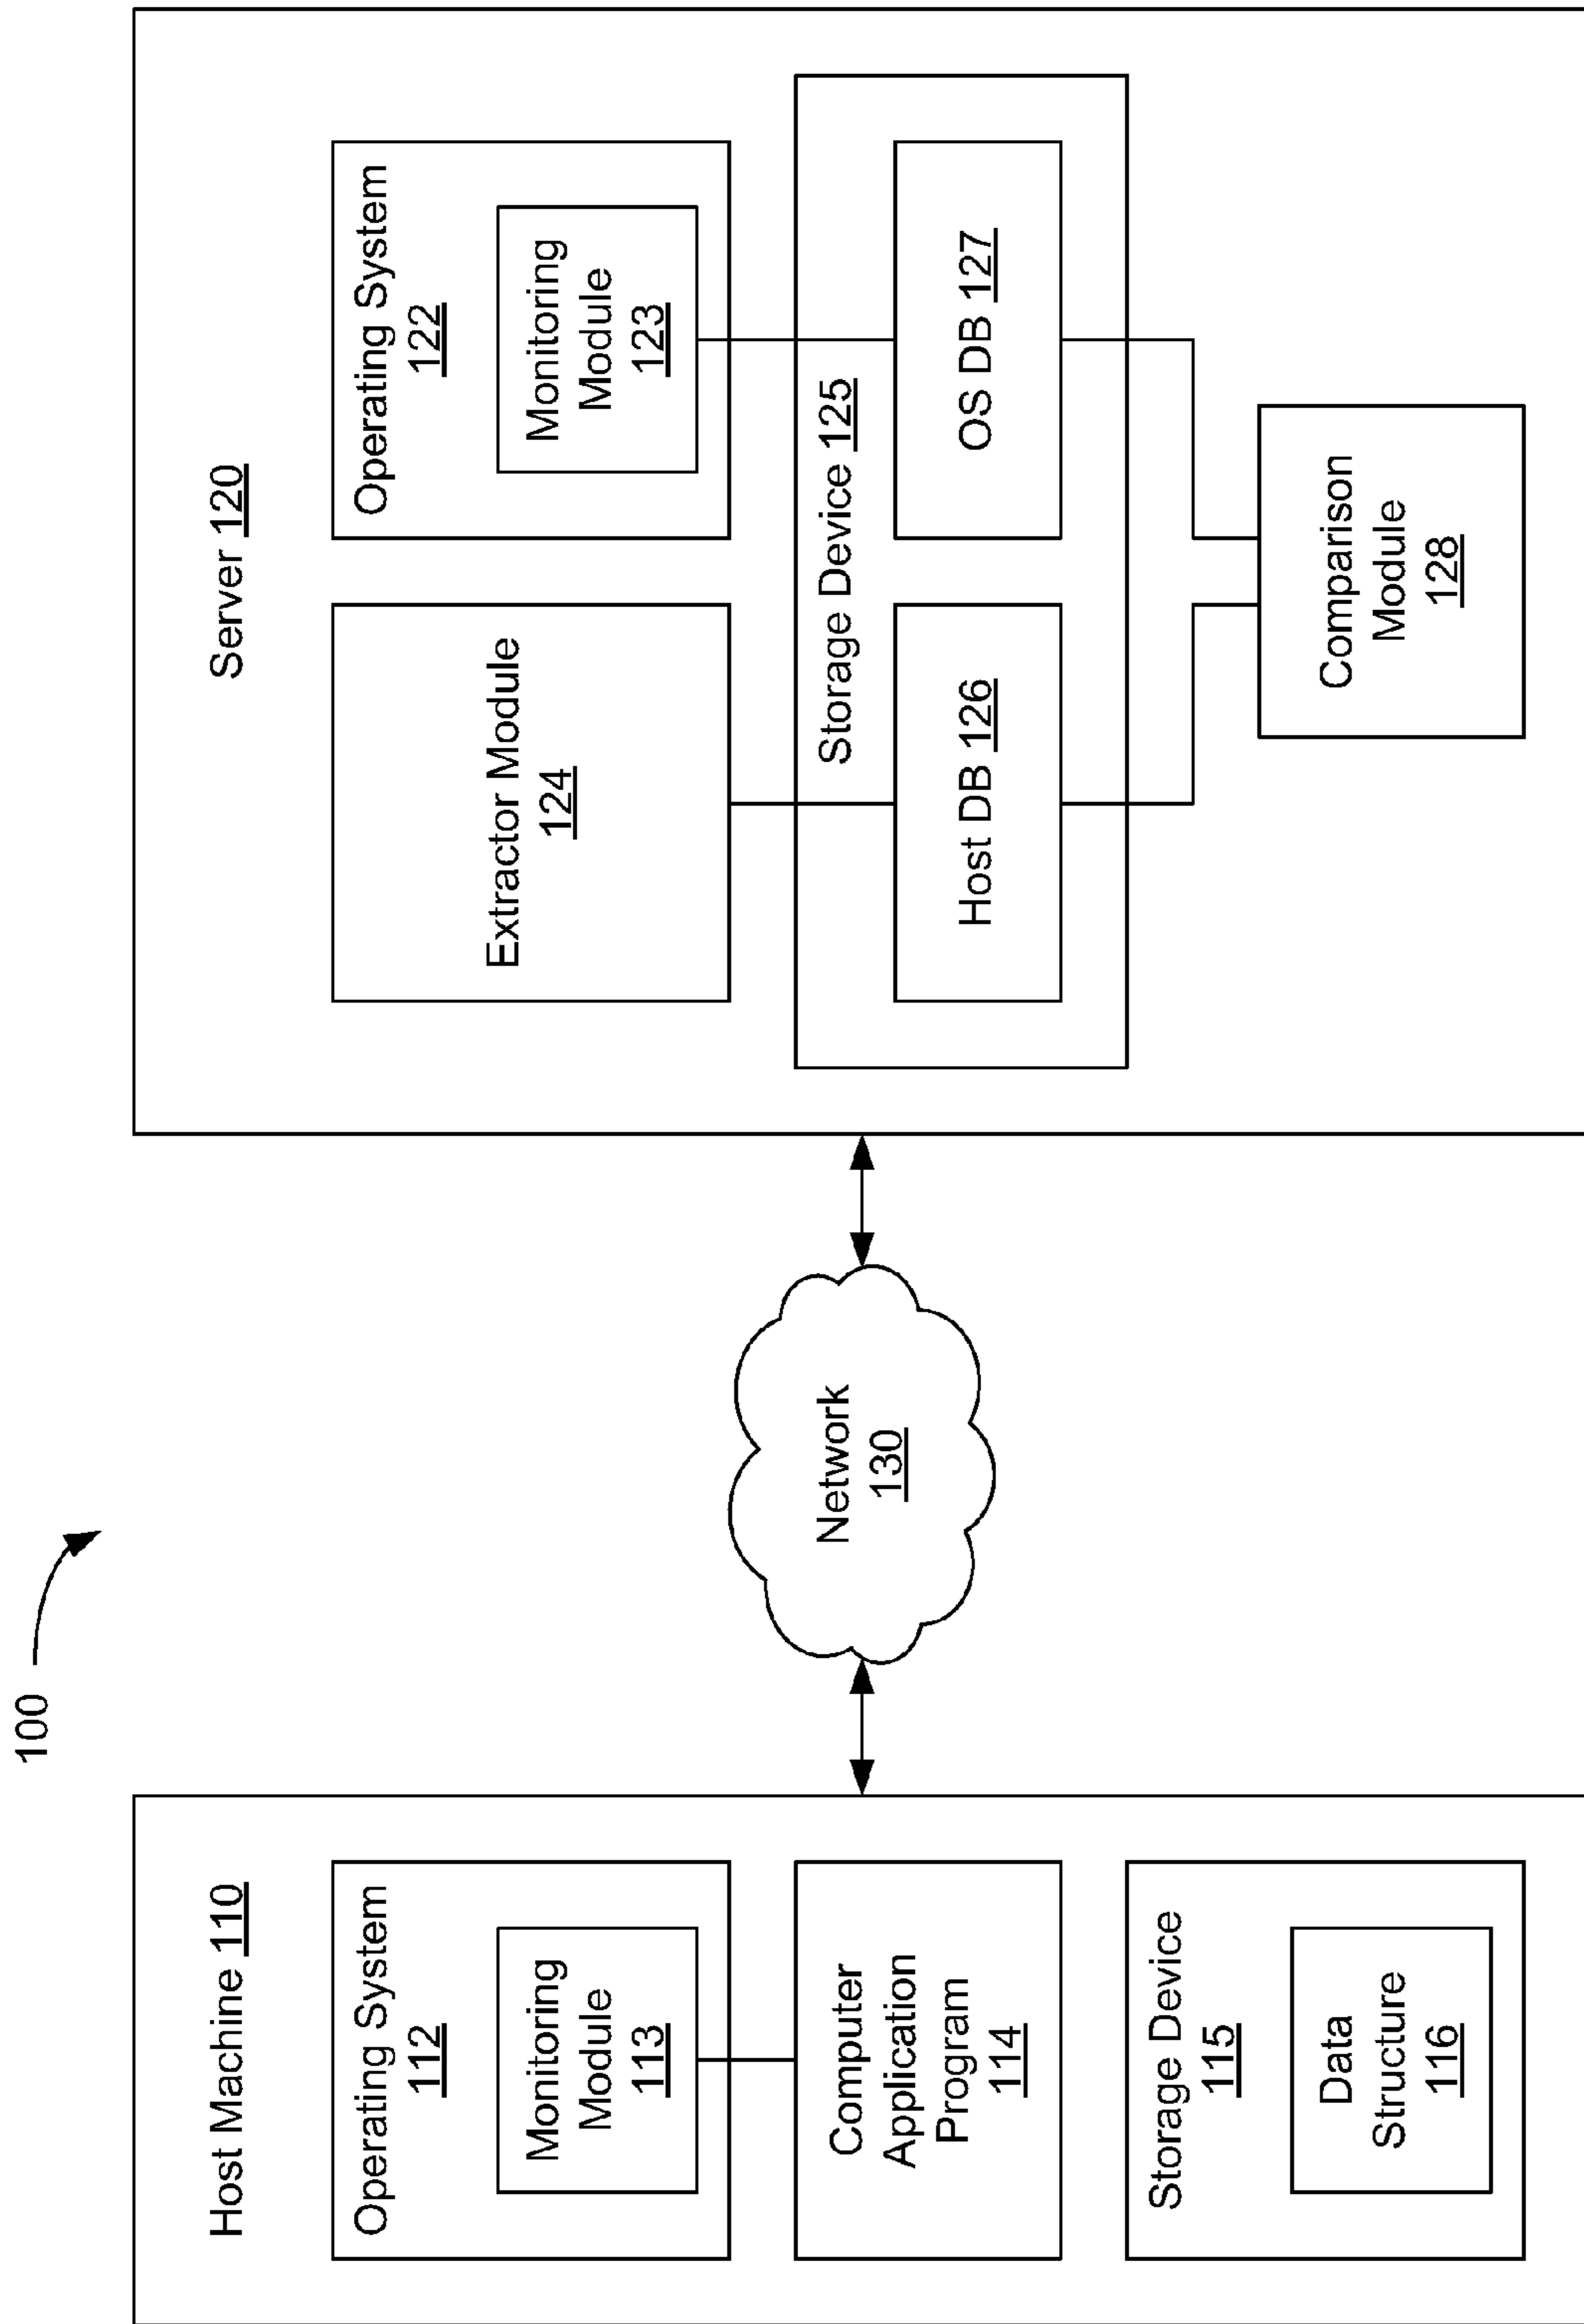 100
Host Machine 110
Operating System
112
Monitoring
Module
113
Computer
Application
Program
114
Storage Device
115
Data
Structure
116
Network
130
Server 120
Extractor Module
124
Operating System
122
Monitoring
Module
123
Storage Device 125
Host DB 126
OS DB 127
Comparison
Module
128